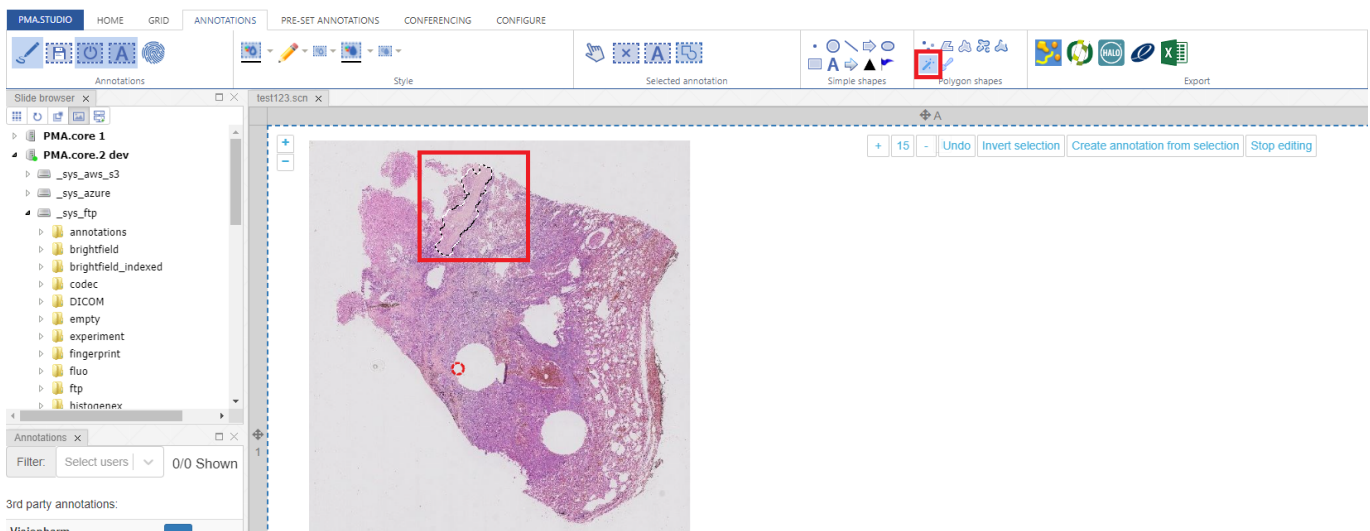 PMA.STUDIO HOME GRID ANNOTATIONS PRE-SET ANNOTATIONS CONFERENCING CONFIGURE
A
A
A
HALO
Annotations Style Selected annotation Simple shapes Polygon shapes Export
Slide browser x
test123.scn x
A
PMA.core 1
PMA.core.2 dev
_sys_aws_s3
_sys_azure
_sys_ftp
annotations
brightfield
brightfield_indexed
codec
DICOM
empty
experiment
fingerprint
fluo
ftp
histogenex
+
−
+ 15 - Undo Invert selection Create annotation from selection Stop editing
Annotations x
1
Filter: Select users 0/0 Shown
3rd party annotations:
Visiopharm